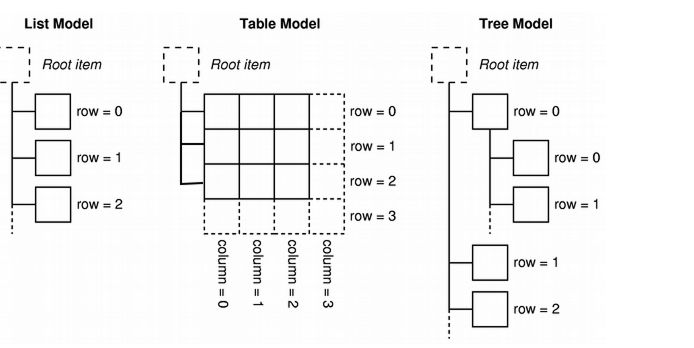 List Model
Root item
row = 0
row = 1
row = 2
Table Model
Root item
row = 0
row = 1
row = 2
row = 3
column = 0
column = 1
column = 2
column = 3
Tree Model
Root item
row = 0
row = 0
row = 1
row = 1
row = 2